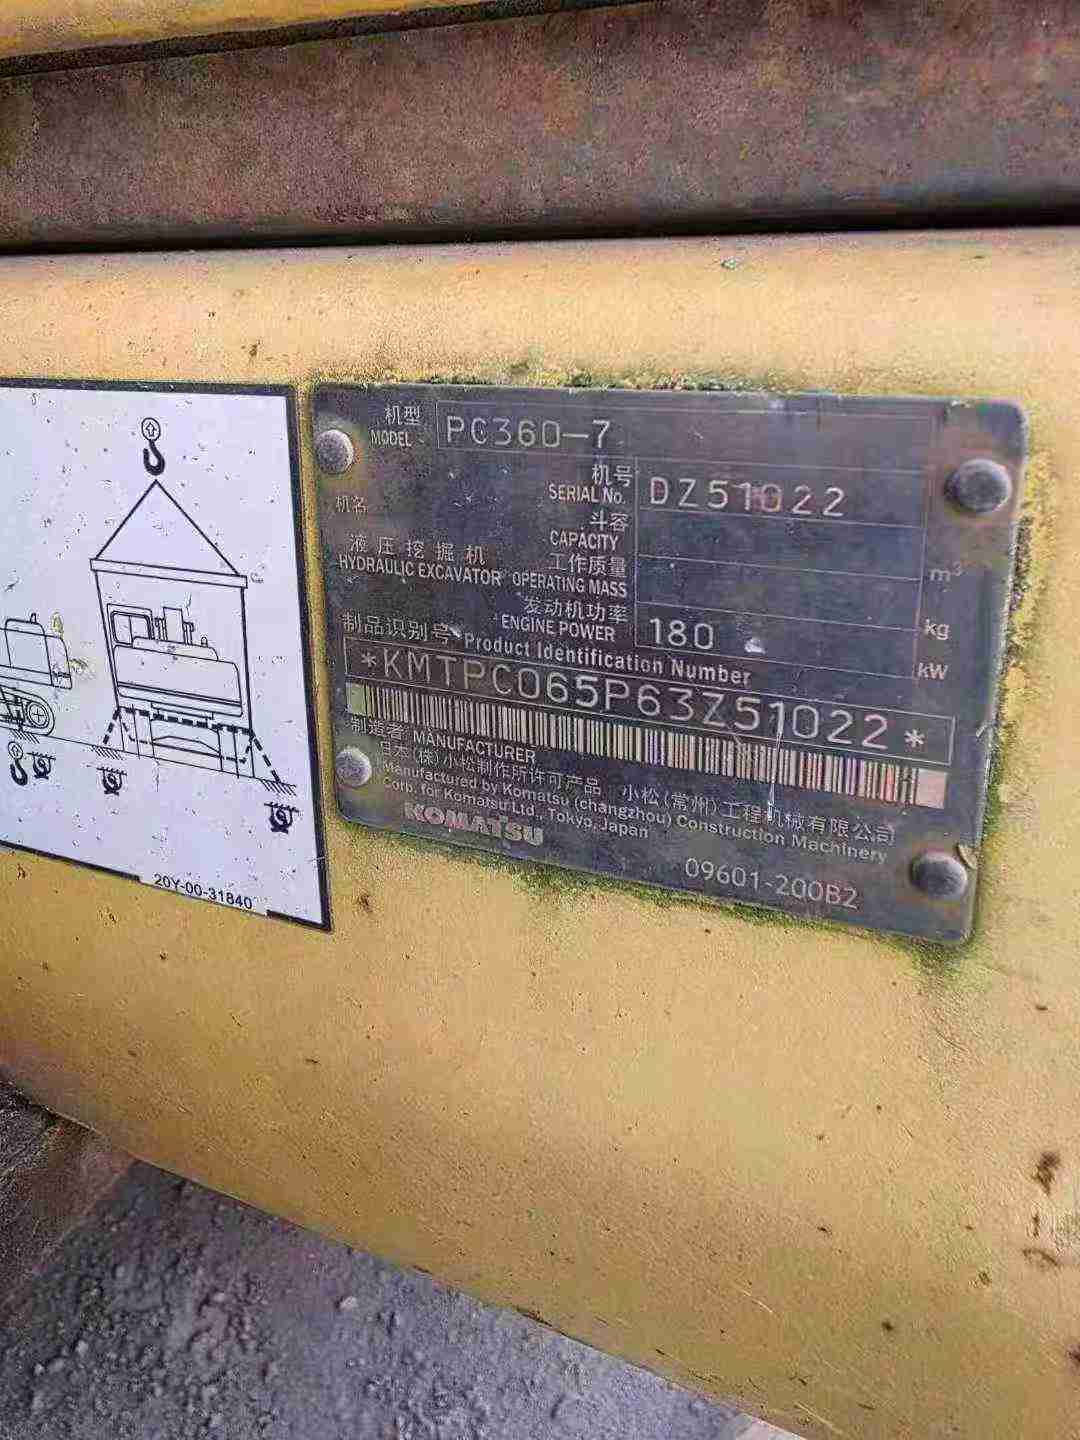 机型
MODEL
PC360-7
机号
SERIAL No.
DZ51022
机名
液压挖掘机
HYDRAULIC EXCAVATOR
斗容
CAPACITY
m³
工作质量
OPERATING MASS
kg
发动机功率
ENGINE POWER
180
kW
制品识别号 Product Identification Number
*KMTPC065P63Z51022*
制造者 MANUFACTURER
日本(株)小松制作所许可产品 小松(常州)工程机械有限公司
Manufactured by Komatsu (changzhou) Construction Machinery
Corp. for Komatsu Ltd., Tokyo, Japan
KOMATSU
09601-200B2
20Y-00-31840